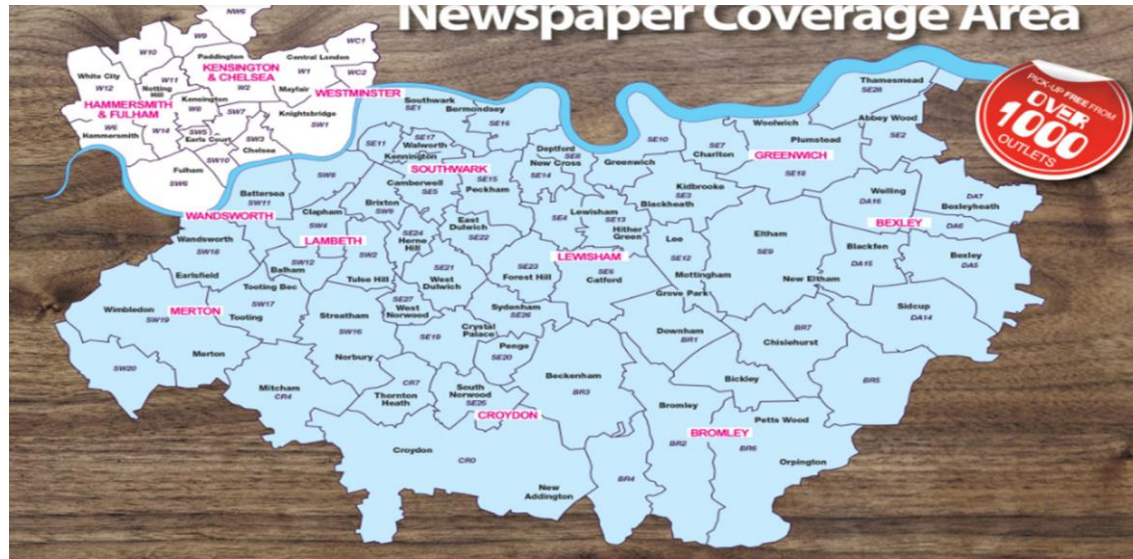 Newspaper Coverage Area
PICK-UP FREE FROM
OVER
1000
OUTLETS
NW6
W10
W9
Paddington
WC1
KENSINGTON
& CHELSEA
Central London
White City
W12
W11
Notting
Hill
W2
W1
WC2
Mayfair
WESTMINSTER
HAMMERSMITH
& FULHAM
Kensington
W8
SW7
Knightsbridge
SW1
W6
Hammersmith
W14
SW5
Earls Court
SW3
Chelsea
SW10
Fulham
SW6
Southwark
SE1
Bermondsey
SE16
Thamesmead
SE28
Abbey Wood
SE2
Woolwich
Plumstead
SE18
GREENWICH
SE10
Greenwich
SE7
Charlton
SE11
SE17
Walworth
Kennington
SOUTHWARK
Deptford
SE8
New Cross
SE14
SE15
Peckham
Camberwell
SE5
SW8
Battersea
SW11
WANDSWORTH
Clapham
SW4
Brixton
SW9
LAMBETH
SW2
SE24
Herne
Hill
East
Dulwich
SE22
SE4
Lewisham
SE13
Hither
Green
Kidbrooke
SE3
Blackheath
Welling
DA16
DA7
Bexleyheath
BEXLEY
DA6
Blackfen
DA15
Bexley
DA5
Eltham
SE9
New Eltham
Lee
SE12
Mottingham
Grove Park
LEWISHAM
SE6
Catford
SE23
Forest Hill
SE21
West
Dulwich
Wandsworth
SW18
Earlsfield
SW12
Balham
Tooting Bec
SW17
Tooting
Tulse Hill
SE27
West
Norwood
Streatham
SW16
Norbury
SE19
Crystal
Palace
Sydenham
SE26
Penge
SE20
Wimbledon
SW19
MERTON
Merton
SW20
Mitcham
CR4
CR7
Thornton
Heath
South
Norwood
SE25
CROYDON
Croydon
CR0
New
Addington
Beckenham
BR3
BR4
Downham
BR1
Bickley
Bromley
BR2
BROMLEY
BR7
Chislehurst
Sidcup
DA14
BR5
Petts Wood
BR6
Orpington